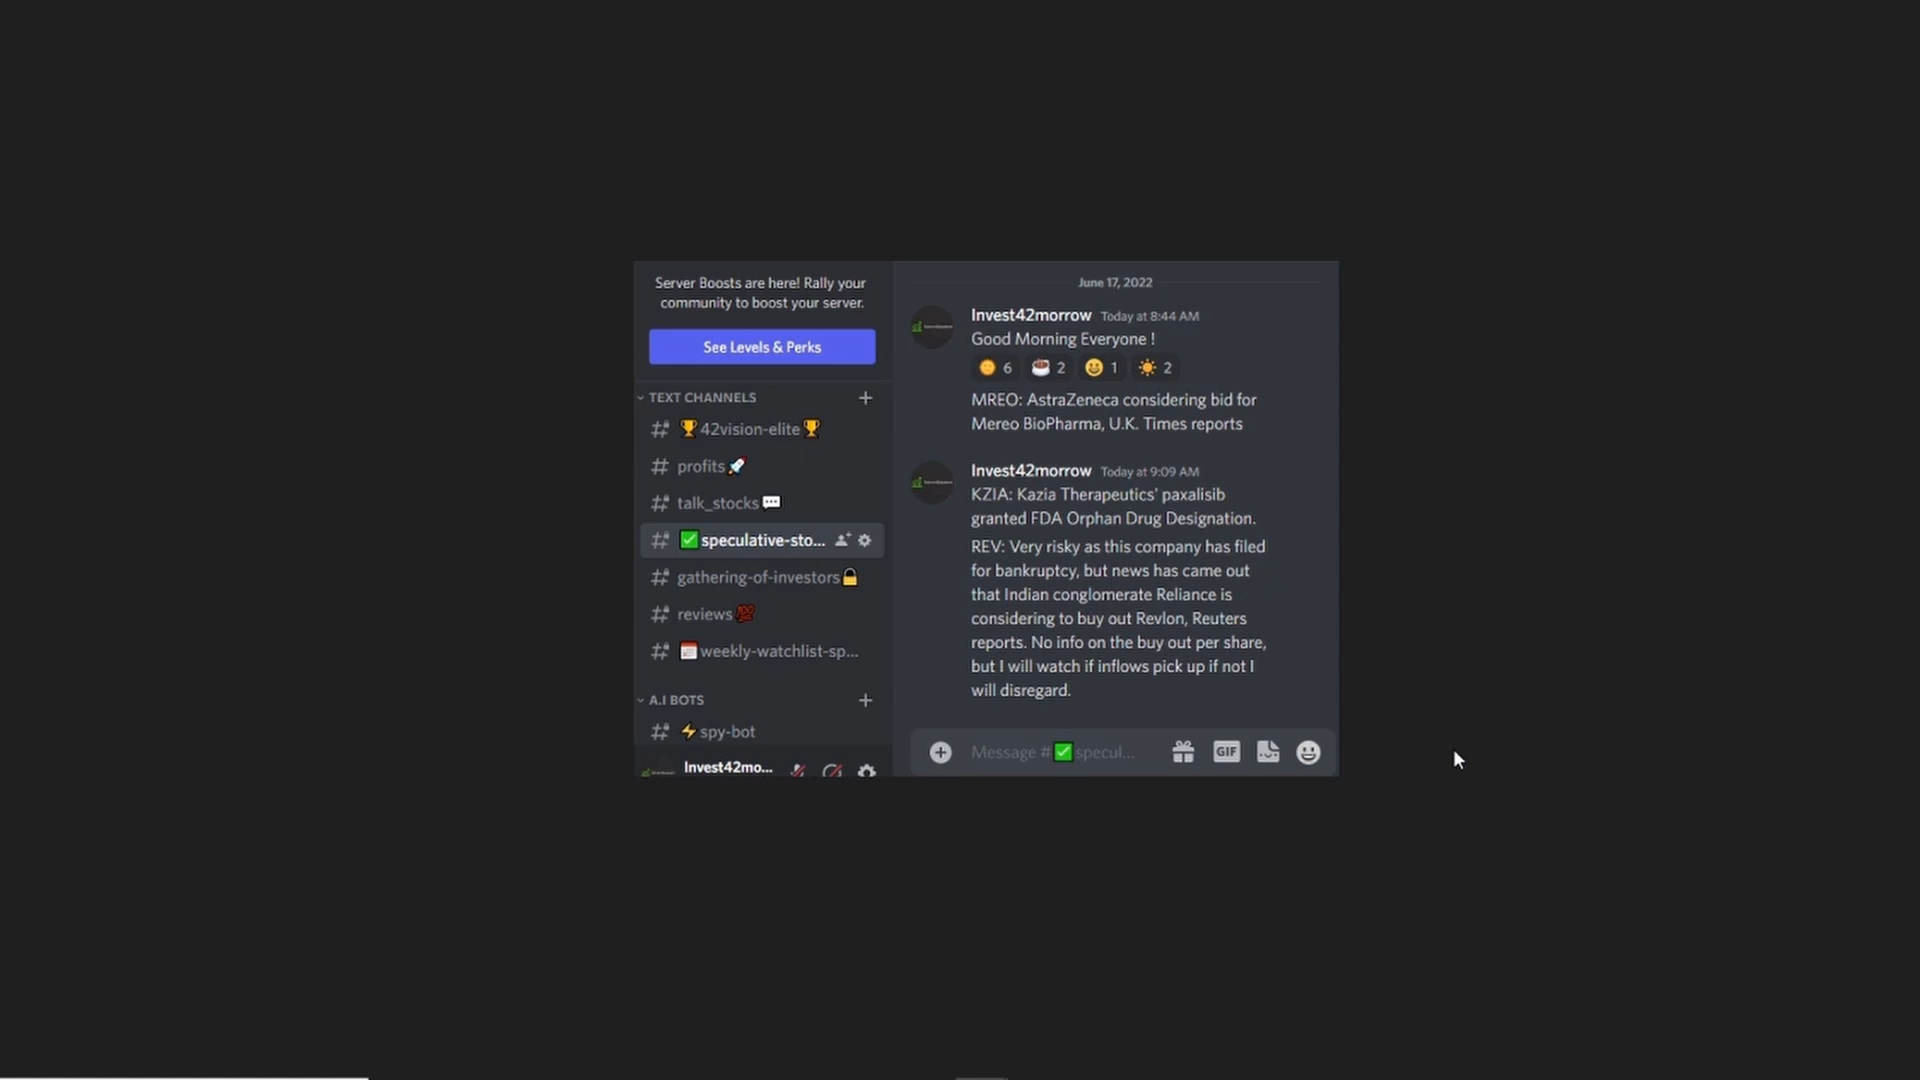 Server Boosts are here! Rally your
community to boost your server.
See Levels & Perks
TEXT CHANNELS
🏆42vision-elite🏆
profits🚀
talk_stocks💬
✅speculative-sto...
gathering-of-investors🔒
reviews💯
📅weekly-watchlist-sp...
A.I BOTS
⚡spy-bot
Invest42mo...
June 17, 2022
Invest42morrow Today at 8:44 AM
Good Morning Everyone !
6 2 1 2
MREO: AstraZeneca considering bid for
Mereo BioPharma, U.K. Times reports
Invest42morrow Today at 9:09 AM
KZIA: Kazia Therapeutics' paxalisib
granted FDA Orphan Drug Designation.
REV: Very risky as this company has filed
for bankruptcy, but news has came out
that Indian conglomerate Reliance is
considering to buy out Revlon, Reuters
reports. No info on the buy out per share,
but I will watch if inflows pick up if not I
will disregard.
Message #✅specul...
GIF